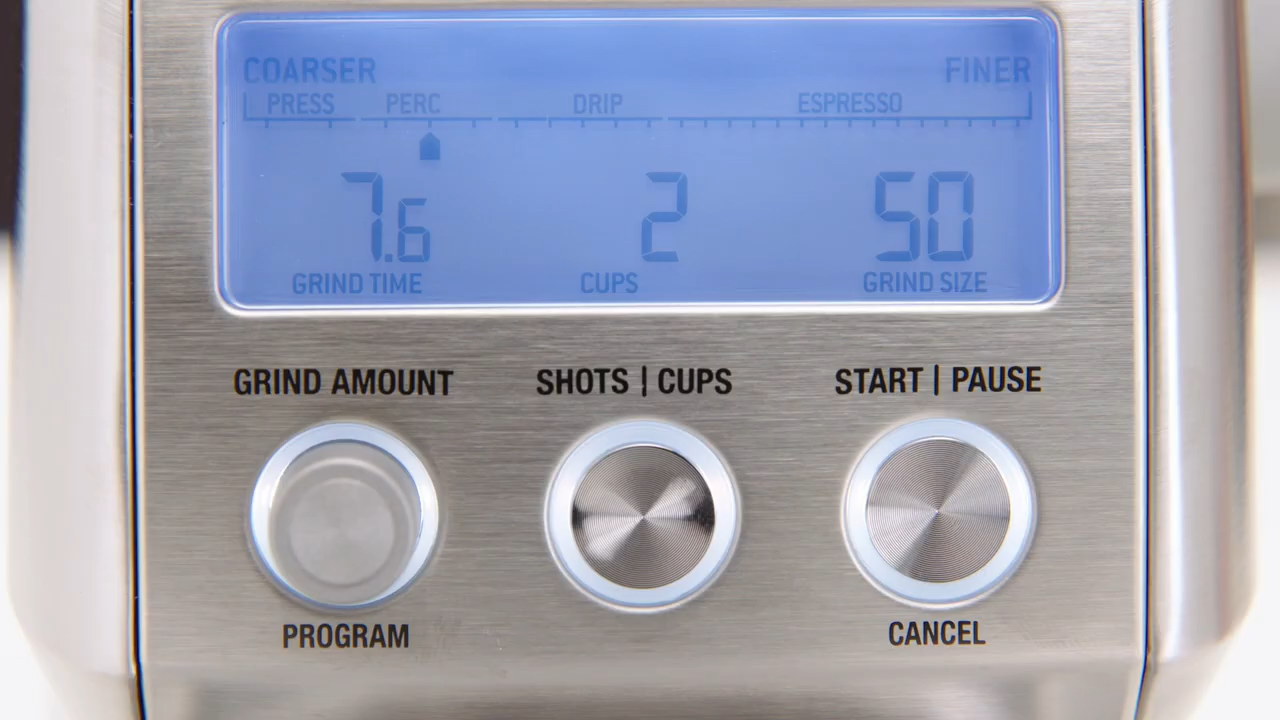 COARSER FINER
PRESS PERC DRIP ESPRESSO
7.6 2 50
GRIND TIME CUPS GRIND SIZE
GRIND AMOUNT SHOTS | CUPS START | PAUSE
PROGRAM CANCEL